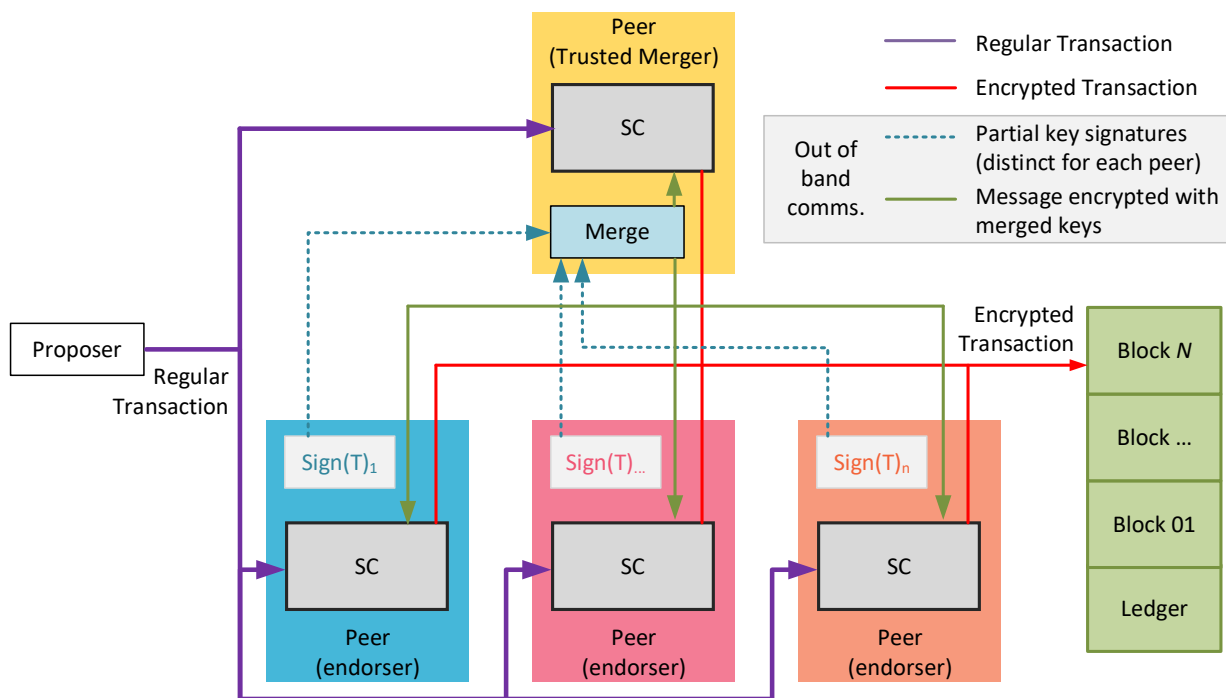 Peer
(Trusted Merger)
SC
Merge
Regular Transaction
Encrypted Transaction
Out of
band
comms.
Partial key signatures
(distinct for each peer)
Message encrypted with
merged keys
Proposer
Regular
Transaction
Encrypted
Transaction
Block N
Block ...
Block 01
Ledger
Sign(T)1
SC
Peer
(endorser)
Sign(T)...
SC
Peer
(endorser)
Sign(T)n
SC
Peer
(endorser)